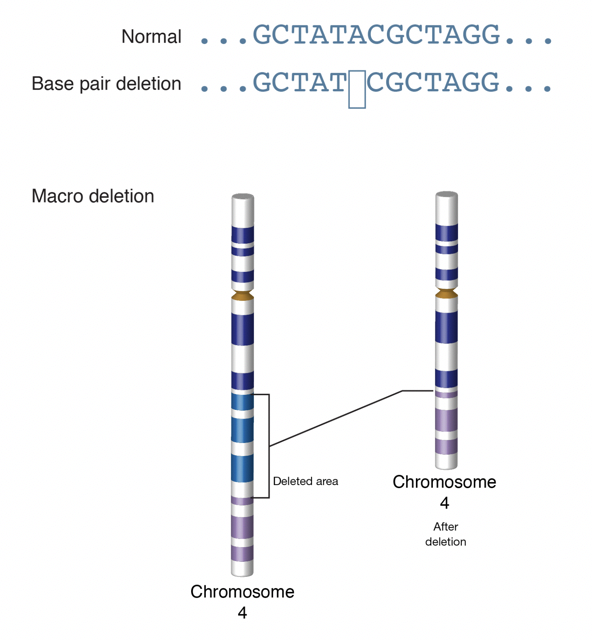 Normal ...GCTATACGCTAGG...
Base pair deletion ...GCTAT CGCTAGG...
Macro deletion
Deleted area
Chromosome
4
After
deletion
Chromosome
4